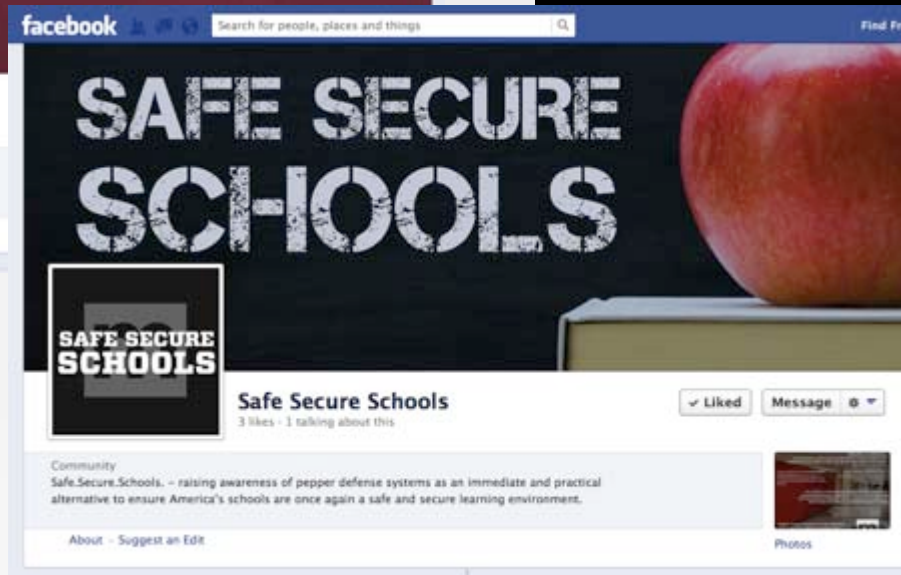 facebook
Search for people, places and things
Find Fr
SAFE SECURE
SCHOOLS
m
SAFE SECURE
SCHOOLS
Safe Secure Schools
3 likes · 1 talking about this
✓ Liked
Message
Community
Safe.Secure.Schools. – raising awareness of pepper defense systems as an immediate and practical
alternative to ensure America's schools are once again a safe and secure learning environment.
About – Suggest an Edit
Photos